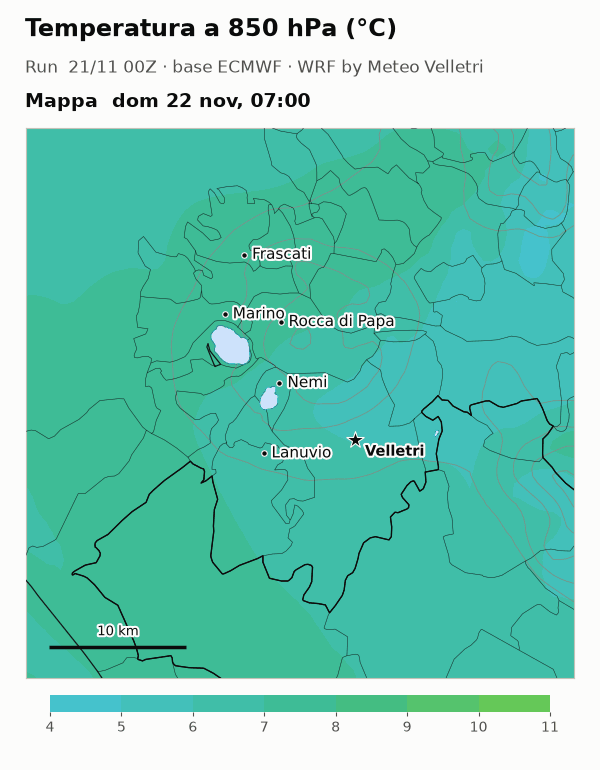 Temperatura a 850 hPa (°C)
Run 21/11 00Z · base ECMWF · WRF by Meteo Velletri
Mappa dom 22 nov, 07:00
Frascati
Marino
Rocca di Papa
Nemi
Velletri
Lanuvio
10 km
4 5 6 7 8 9 10 11